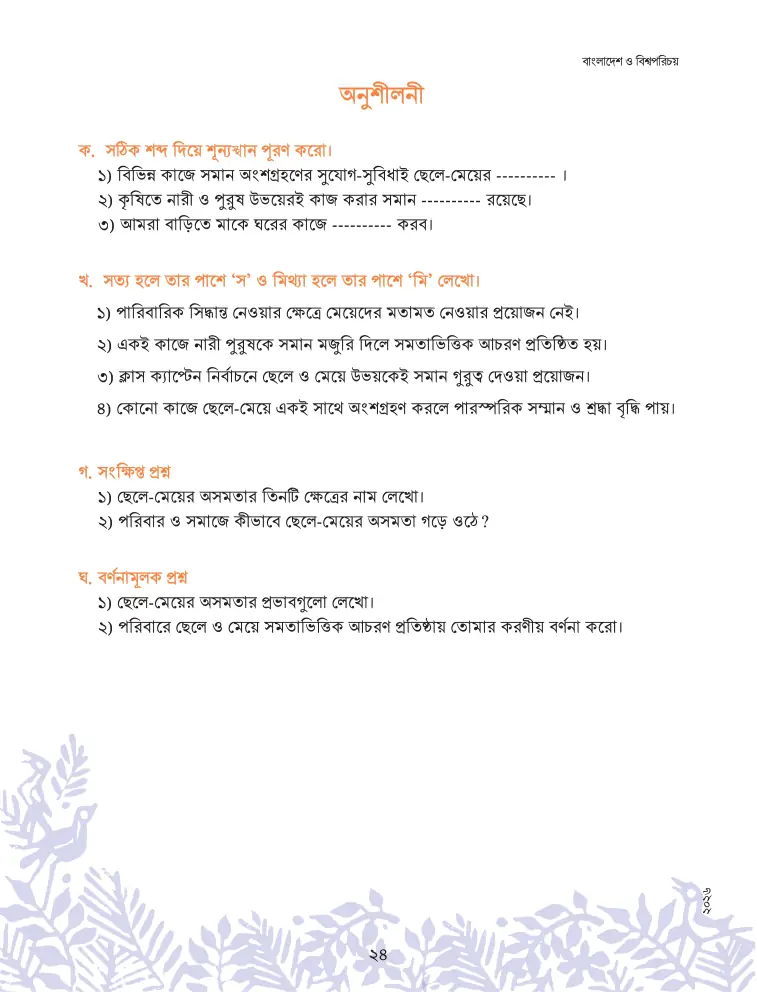 বাংলাদেশ ও বিশ্বপরিচয়
অনুশীলনী
ক. সঠিক শব্দ দিয়ে শূন্যস্থান পূরণ করো।
১) বিভিন্ন কাজে সমান অংশগ্রহণের সুযোগ-সুবিধাই ছেলে-মেয়ের ---------- ।
২) কৃষিতে নারী ও পুরুষ উভয়েরই কাজ করার সমান ---------- রয়েছে।
৩) আমরা বাড়িতে মাকে ঘরের কাজে ---------- করব।
খ. সত্য হলে তার পাশে ‘স’ ও মিথ্যা হলে তার পাশে ‘মি’ লেখো।
১) পারিবারিক সিদ্ধান্ত নেওয়ার ক্ষেত্রে মেয়েদের মতামত নেওয়ার প্রয়োজন নেই।
২) একই কাজে নারী পুরুষকে সমান মজুরি দিলে সমতাভিত্তিক আচরণ প্রতিষ্ঠিত হয়।
৩) ক্লাস ক্যাপ্টেন নির্বাচনে ছেলে ও মেয়ে উভয়কেই সমান গুরুত্ব দেওয়া প্রয়োজন।
৪) কোনো কাজে ছেলে-মেয়ে একই সাথে অংশগ্রহণ করলে পারস্পরিক সম্মান ও শ্রদ্ধা বৃদ্ধি পায়।
গ. সংক্ষিপ্ত প্রশ্ন
১) ছেলে-মেয়ের অসমতার তিনটি ক্ষেত্রের নাম লেখো।
২) পরিবার ও সমাজে কীভাবে ছেলে-মেয়ের অসমতা গড়ে ওঠে?
ঘ. বর্ণনামূলক প্রশ্ন
১) ছেলে-মেয়ের অসমতার প্রভাবগুলো লেখো।
২) পরিবারে ছেলে ও মেয়ে সমতাভিত্তিক আচরণ প্রতিষ্ঠায় তোমার করণীয় বর্ণনা করো।
২০২৬
২৪